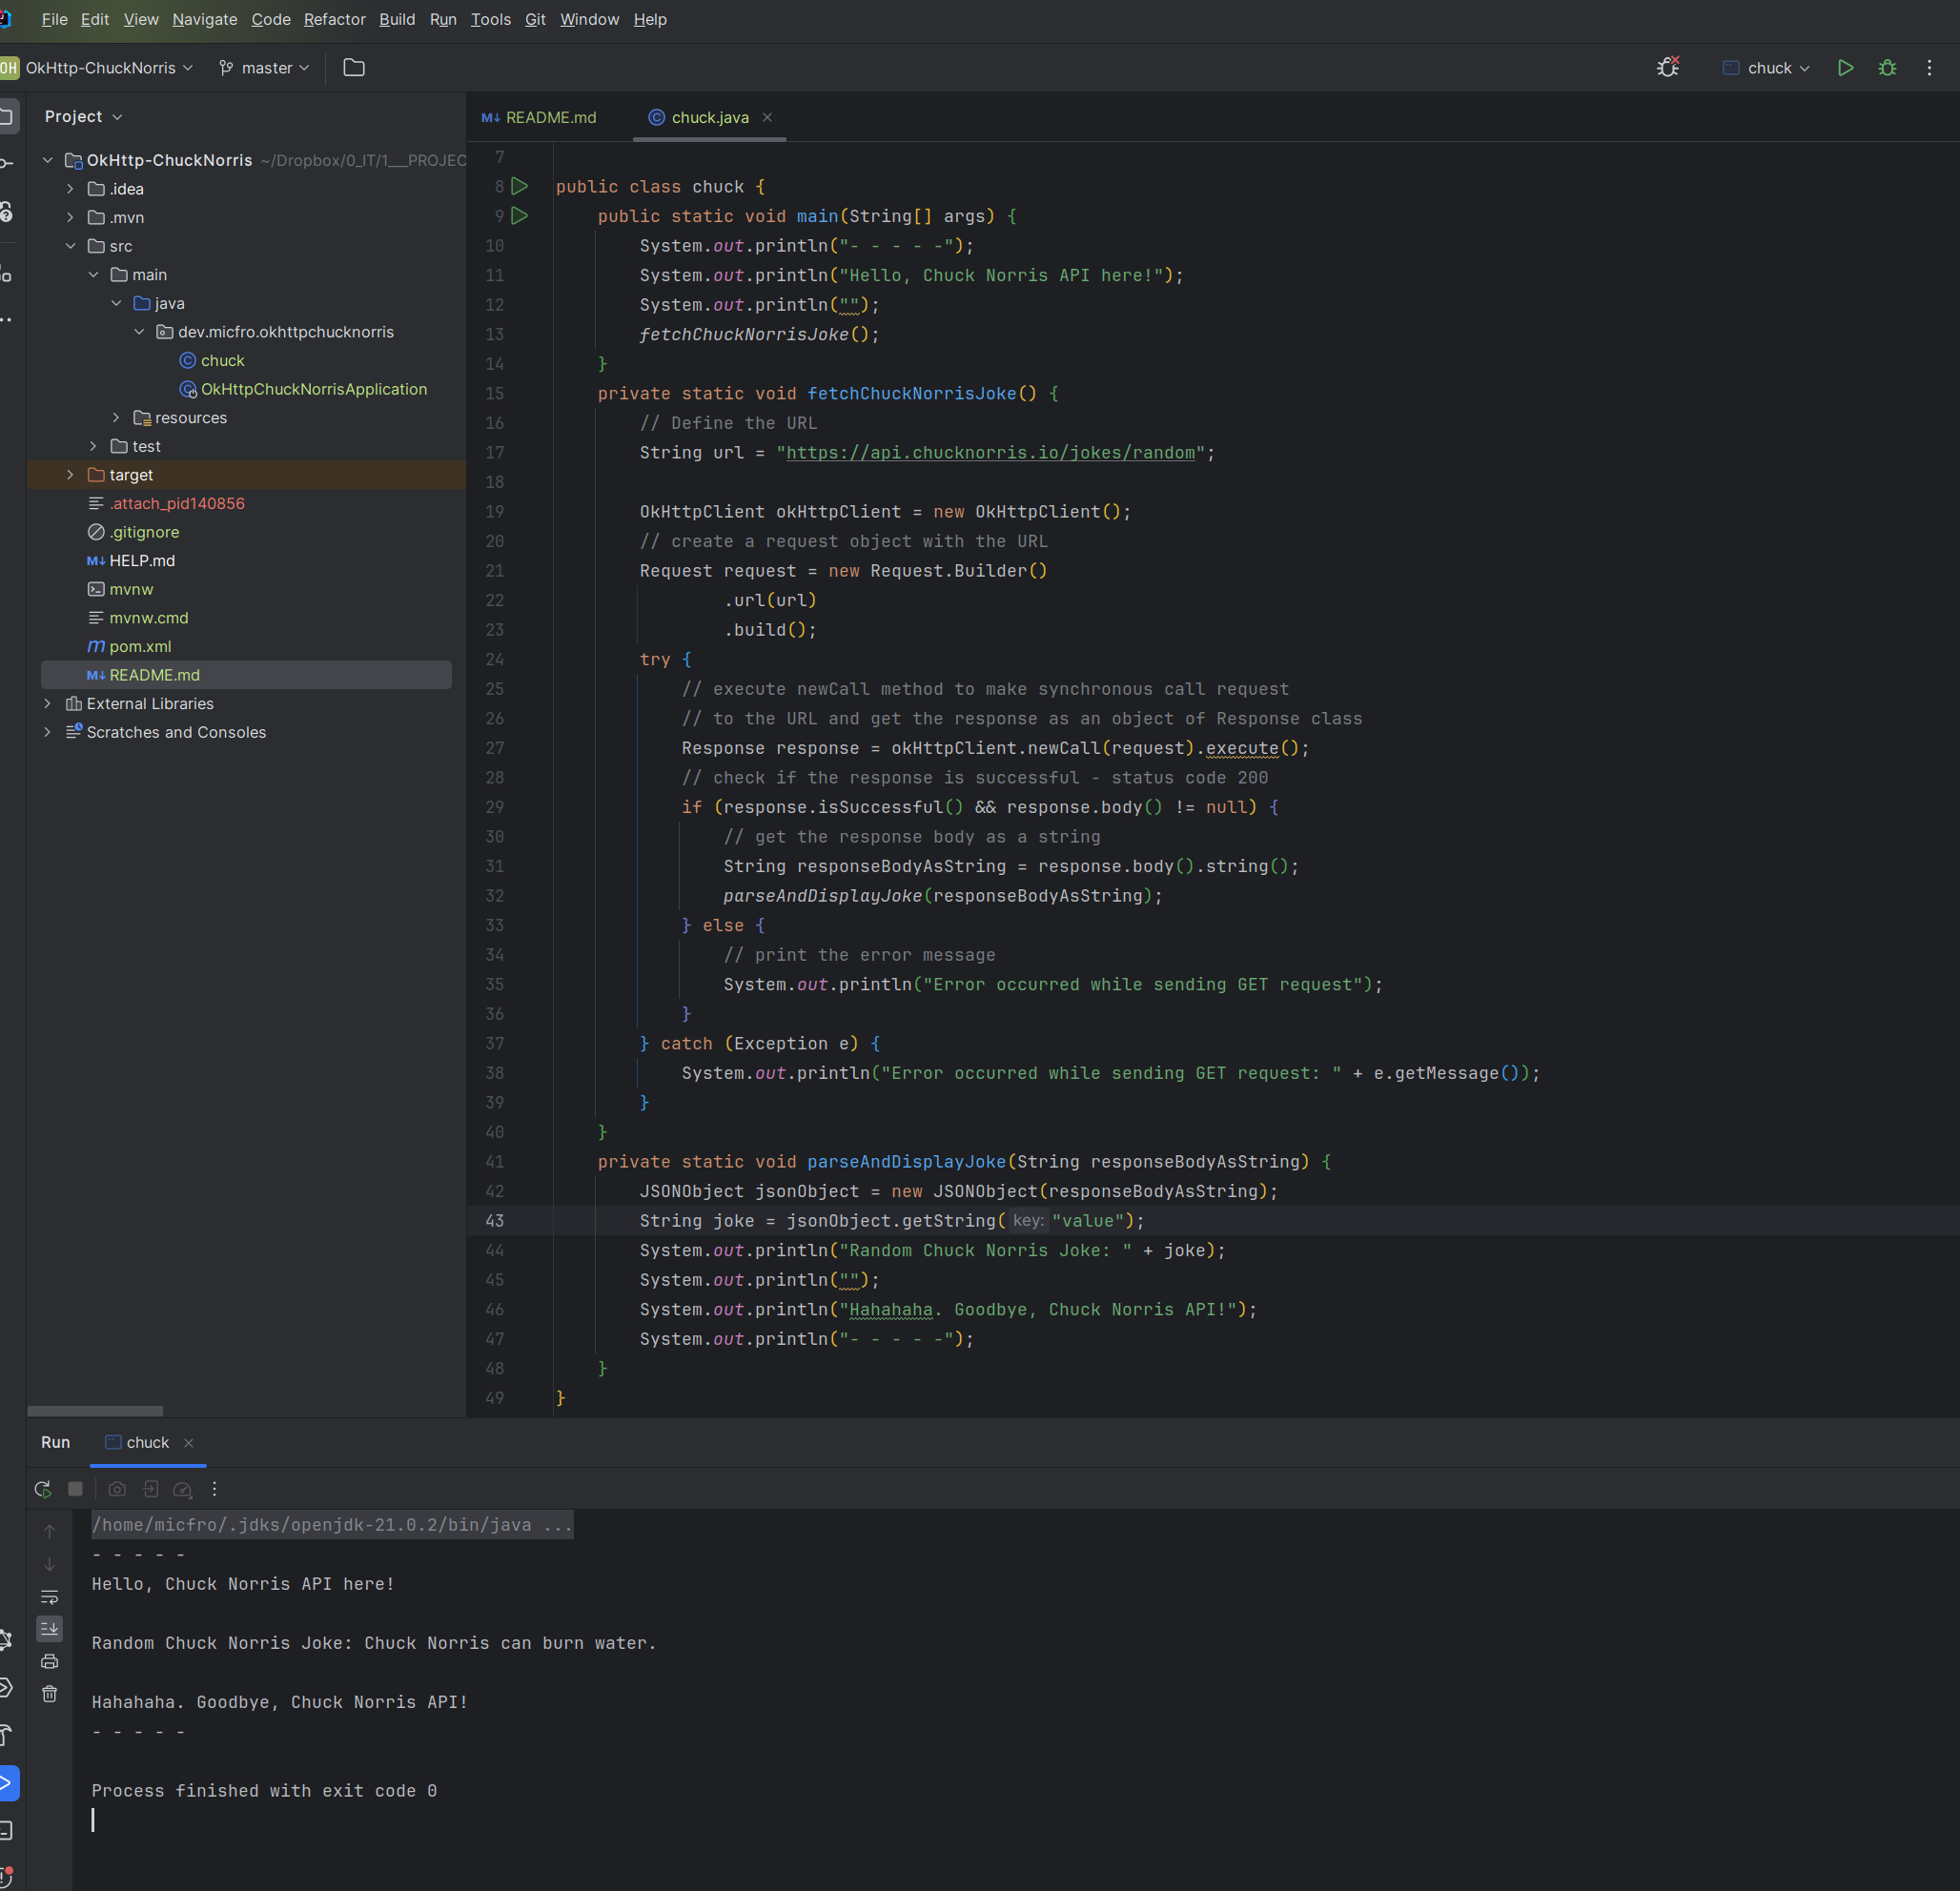 File Edit View Navigate Code Refactor Build Run Tools Git Window Help
OH OkHttp-ChuckNorris master chuck
Project
OkHttp-ChuckNorris ~/Dropbox/0_IT/1___PROJEC
.idea
.mvn
src
main
java
dev.micfro.okhttpchucknorris
chuck
OkHttpChuckNorrisApplication
resources
test
target
.attach_pid140856
.gitignore
M↓ HELP.md
mvnw
mvnw.cmd
m pom.xml
M↓ README.md
External Libraries
Scratches and Consoles
M↓ README.md chuck.java
7
8 public class chuck {
9 public static void main(String[] args) {
10 System.out.println("- - - - -");
11 System.out.println("Hello, Chuck Norris API here!");
12 System.out.println("");
13 fetchChuckNorrisJoke();
14 }
15 private static void fetchChuckNorrisJoke() {
16 // Define the URL
17 String url = "https://api.chucknorris.io/jokes/random";
18
19 OkHttpClient okHttpClient = new OkHttpClient();
20 // create a request object with the URL
21 Request request = new Request.Builder()
22 .url(url)
23 .build();
24 try {
25 // execute newCall method to make synchronous call request
26 // to the URL and get the response as an object of Response class
27 Response response = okHttpClient.newCall(request).execute();
28 // check if the response is successful - status code 200
29 if (response.isSuccessful() && response.body() != null) {
30 // get the response body as a string
31 String responseBodyAsString = response.body().string();
32 parseAndDisplayJoke(responseBodyAsString);
33 } else {
34 // print the error message
35 System.out.println("Error occurred while sending GET request");
36 }
37 } catch (Exception e) {
38 System.out.println("Error occurred while sending GET request: " + e.getMessage());
39 }
40 }
41 private static void parseAndDisplayJoke(String responseBodyAsString) {
42 JSONObject jsonObject = new JSONObject(responseBodyAsString);
43 String joke = jsonObject.getString( key: "value");
44 System.out.println("Random Chuck Norris Joke: " + joke);
45 System.out.println("");
46 System.out.println("Hahahaha. Goodbye, Chuck Norris API!");
47 System.out.println("- - - - -");
48 }
49 }
Run chuck
/home/micfro/.jdks/openjdk-21.0.2/bin/java ...
- - - - -
Hello, Chuck Norris API here!
Random Chuck Norris Joke: Chuck Norris can burn water.
Hahahaha. Goodbye, Chuck Norris API!
- - - - -
Process finished with exit code 0